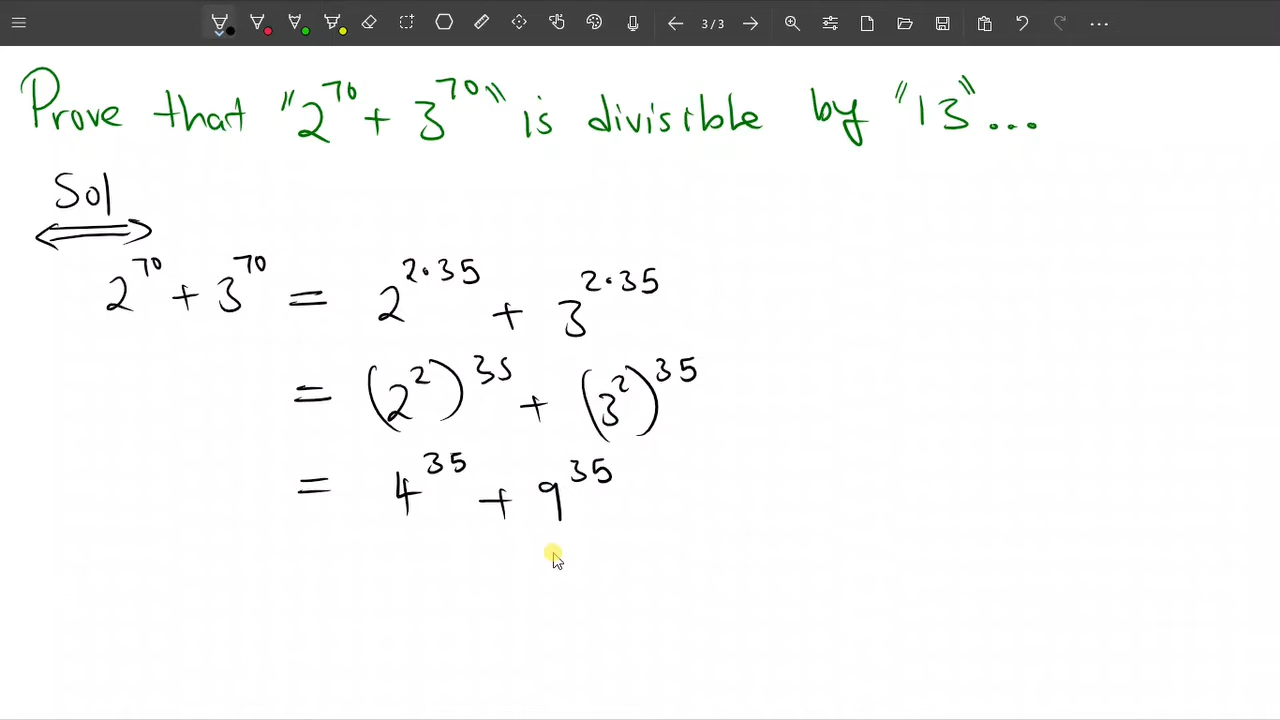 3/3
Prove that "2^70 + 3^70" is divisible by "13"...
Sol
2^70 + 3^70 = 2^2·35 + 3^2·35
= (2^2)^35 + (3^2)^35
= 4^35 + 9^35